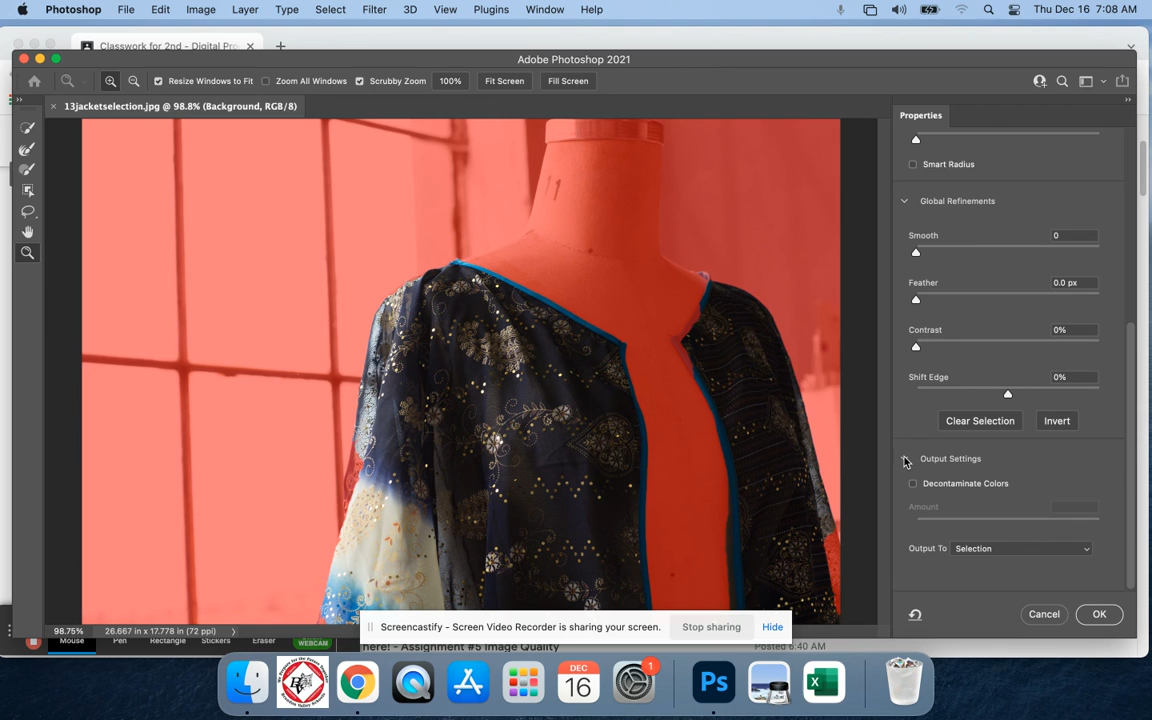 Photoshop File Edit Image Layer Type Select Filter 3D View Plugins Window Help Thu Dec 16 7:08 AM
Classwork for 2nd - Digital Pro
Adobe Photoshop 2021
Resize Windows to Fit Zoom All Windows Scrubby Zoom 100% Fit Screen Fill Screen
13jacketselection.jpg @ 98.8% (Background, RGB/8)
Properties
Smart Radius
Global Refinements
Smooth 0
Feather 0.0 px
Contrast 0%
Shift Edge 0%
Clear Selection Invert
Output Settings
Decontaminate Colors
Amount
Output To Selection
Cancel OK
11
98.75% 26.667 in x 17.778 in (72 ppi)
Screencastify - Screen Video Recorder is sharing your screen. Stop sharing Hide
Mouse Pen Rectangle Stickers Eraser WEBCAM
here! - Assignment #5 Image Quality Posted 6:40 AM
DEC
16
1
Ps
X